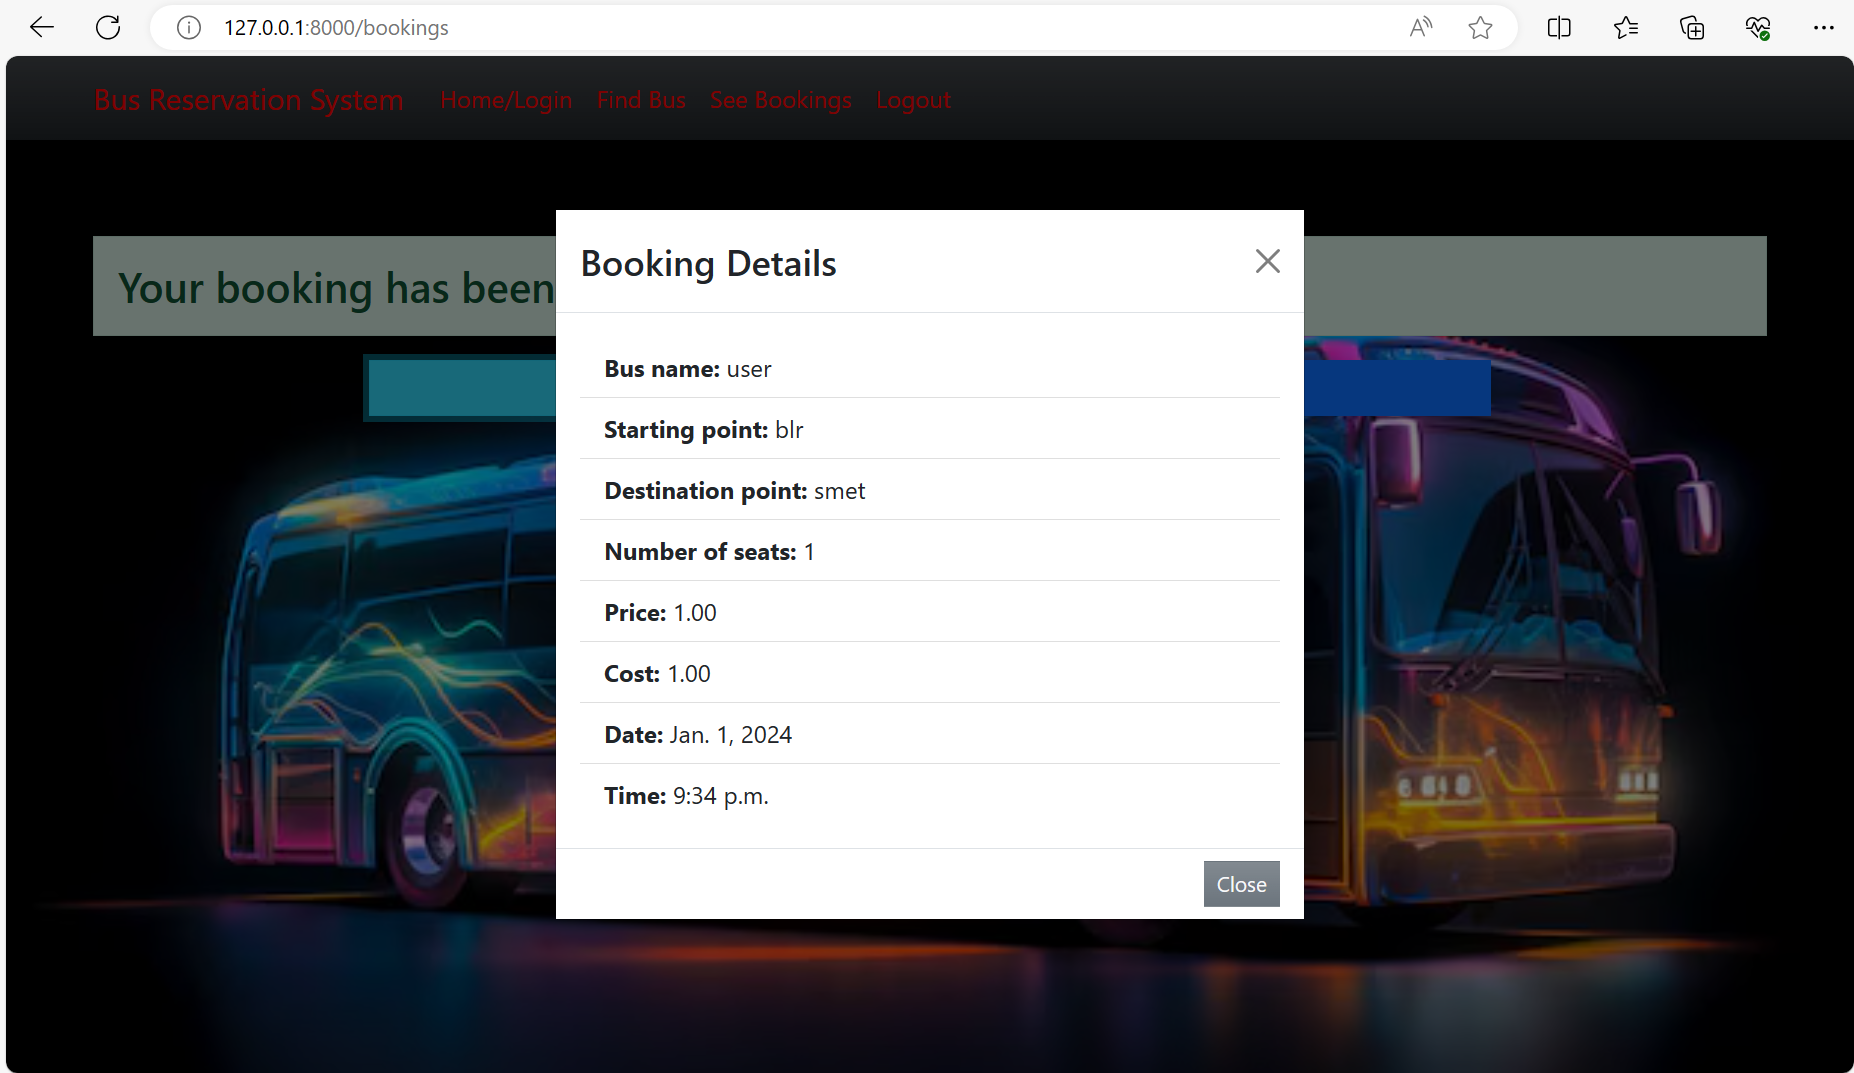 127.0.0.1:8000/bookings
Bus Reservation System Home/Login Find Bus See Bookings Logout
Your booking has been
Booking Details
Bus name: user
Starting point: blr
Destination point: smet
Number of seats: 1
Price: 1.00
Cost: 1.00
Date: Jan. 1, 2024
Time: 9:34 p.m.
Close